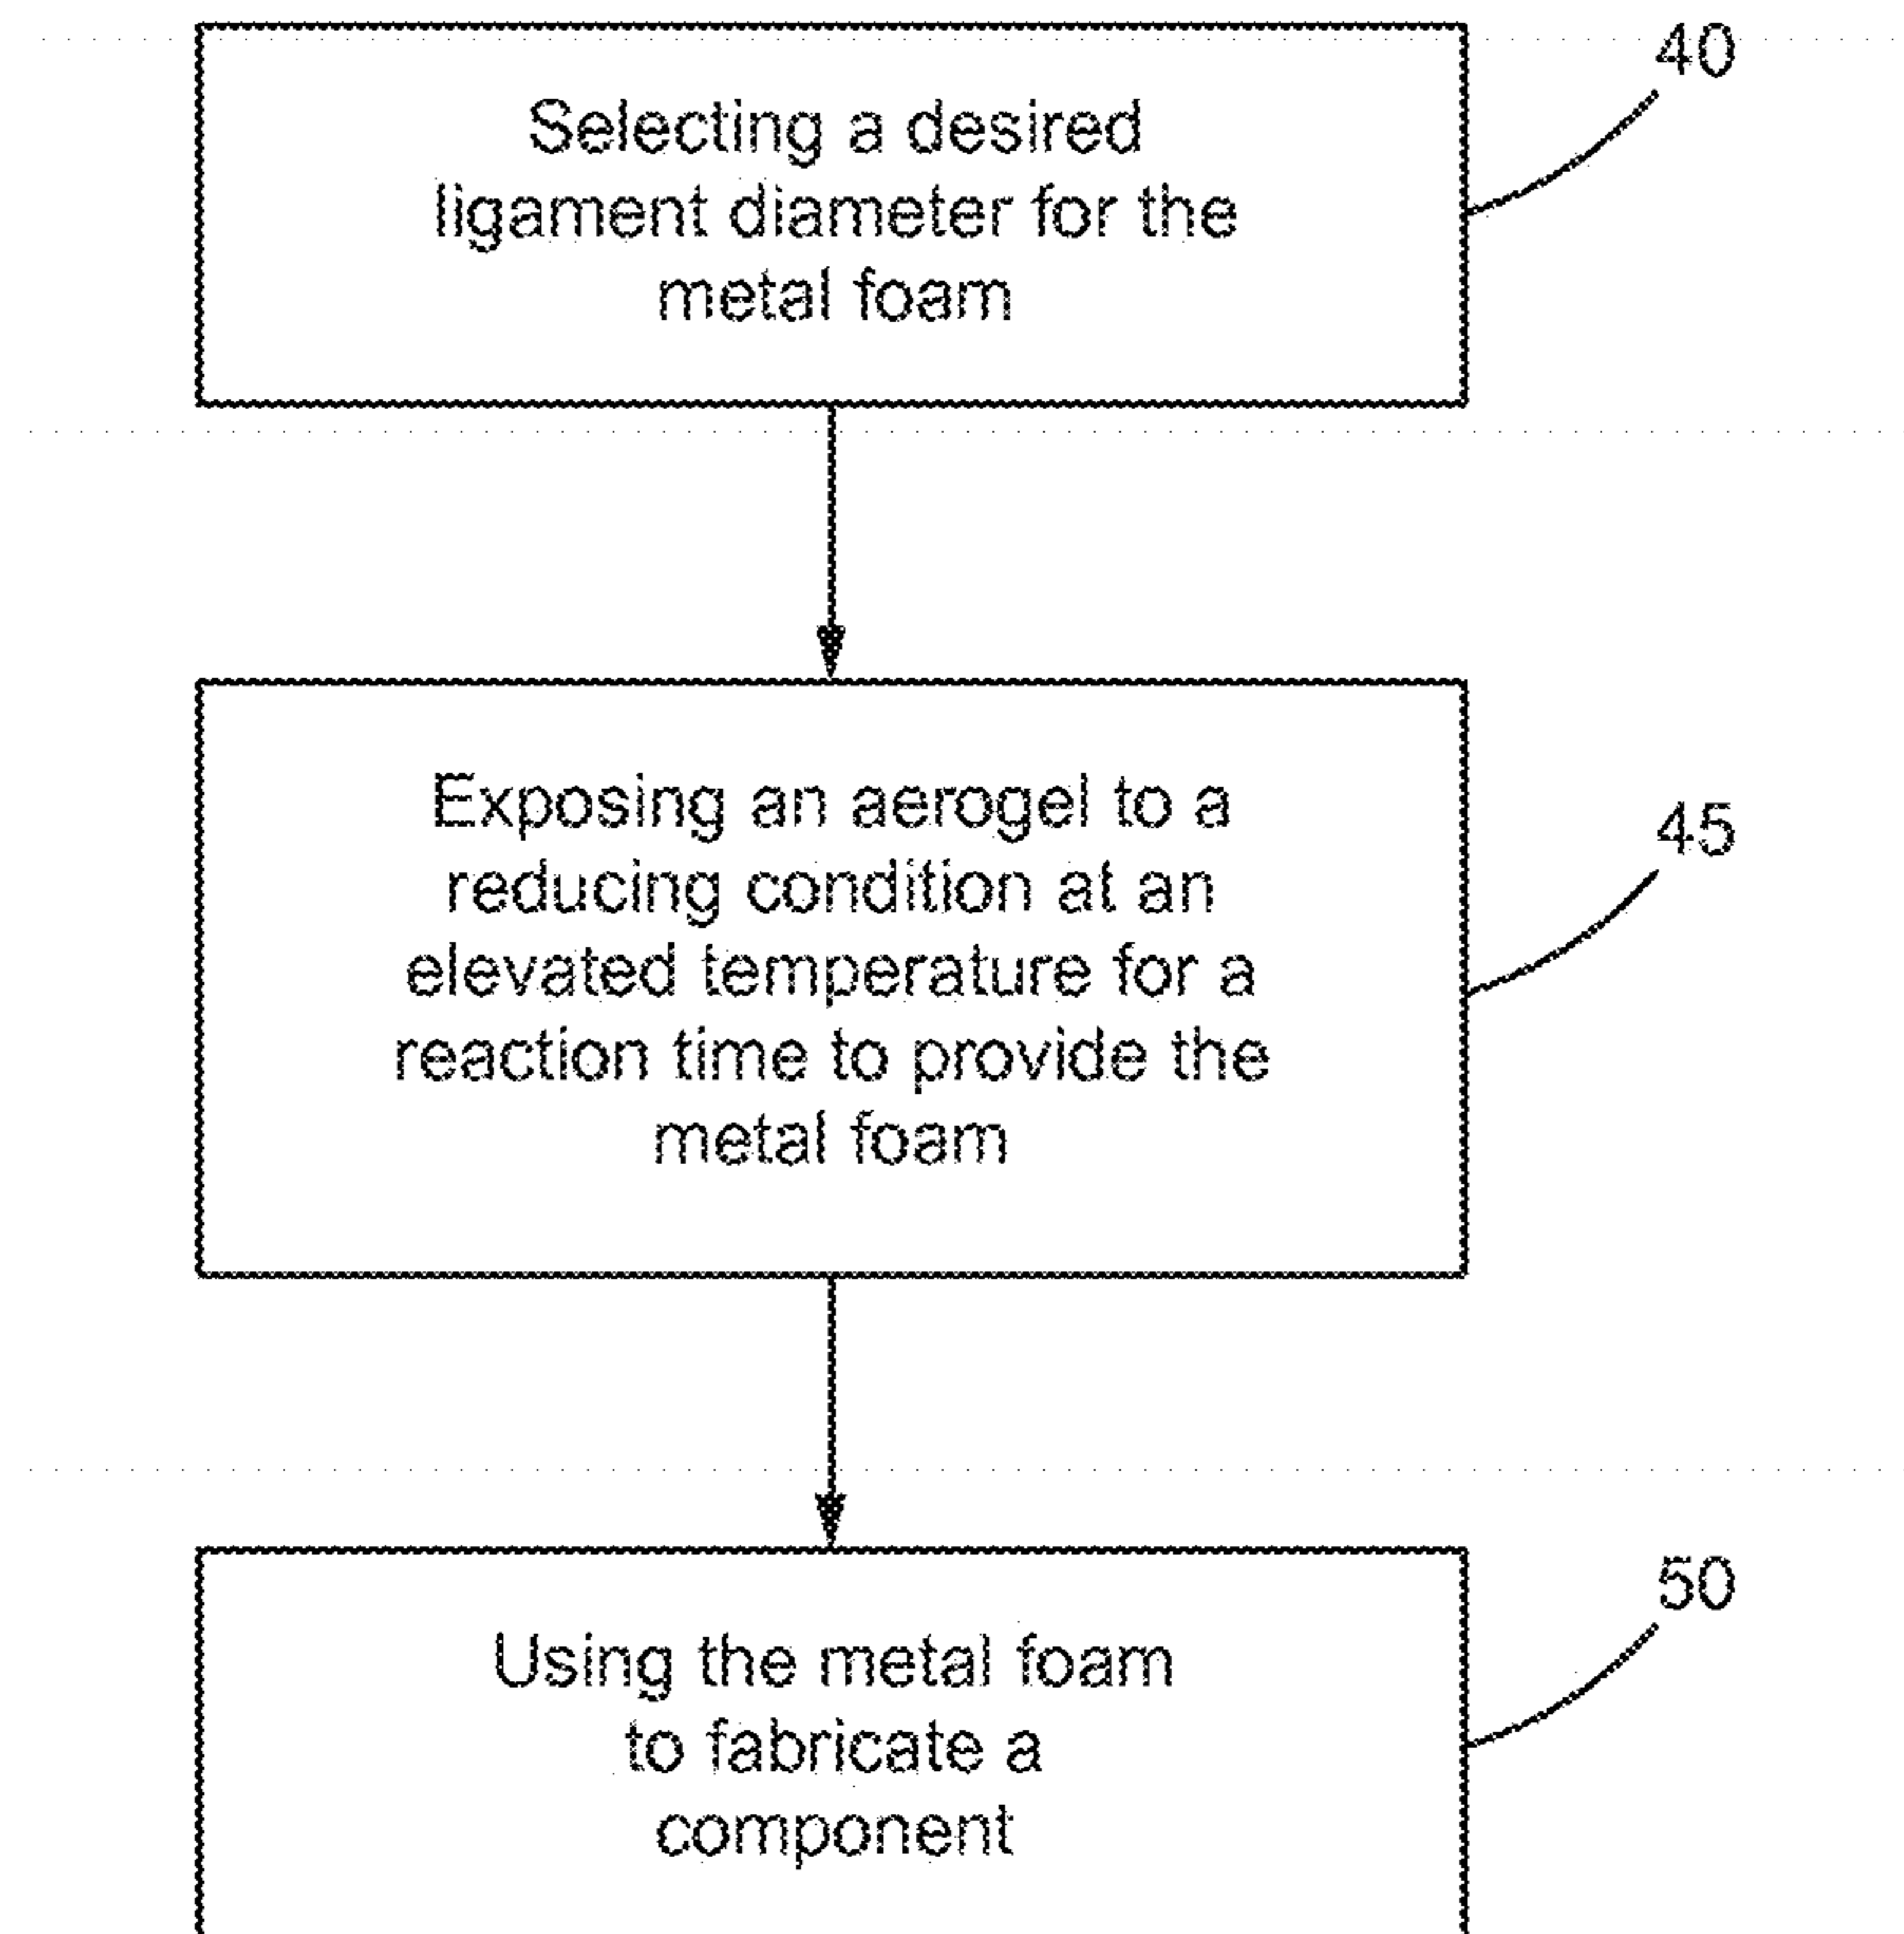 40
Selecting a desired
ligament diameter for the
metal foam
Exposing an aerogel to a
reducing condition at an
elevated temperature for a
reaction time to provide the
metal foam
45
Using the metal foam
to fabricate a
component
50